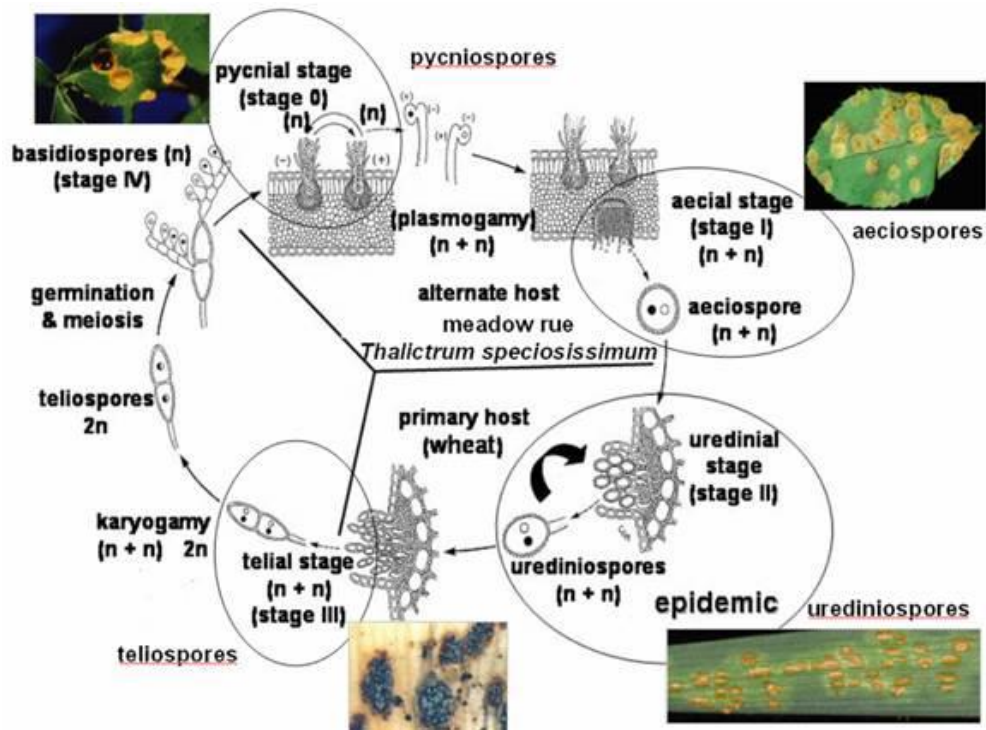 pycniospores
pycnial stage
(stage 0)
(n)
(n)
(+)
(-)
(-)
(+)
(-)
(+)
basidiospores (n)
(stage IV)
(plasmogamy)
(n + n)
aecial stage
(stage I)
(n + n)
aeciospores
germination
& meiosis
alternate host
meadow rue
Thalictrum speciosissimum
aeciospore
(n + n)
teliospores
2n
primary host
(wheat)
uredinial
stage
(stage II)
karyogamy
(n + n) 2n
telial stage
(n + n)
(stage III)
urediniospores
(n + n)
epidemic
urediniospores
teliospores